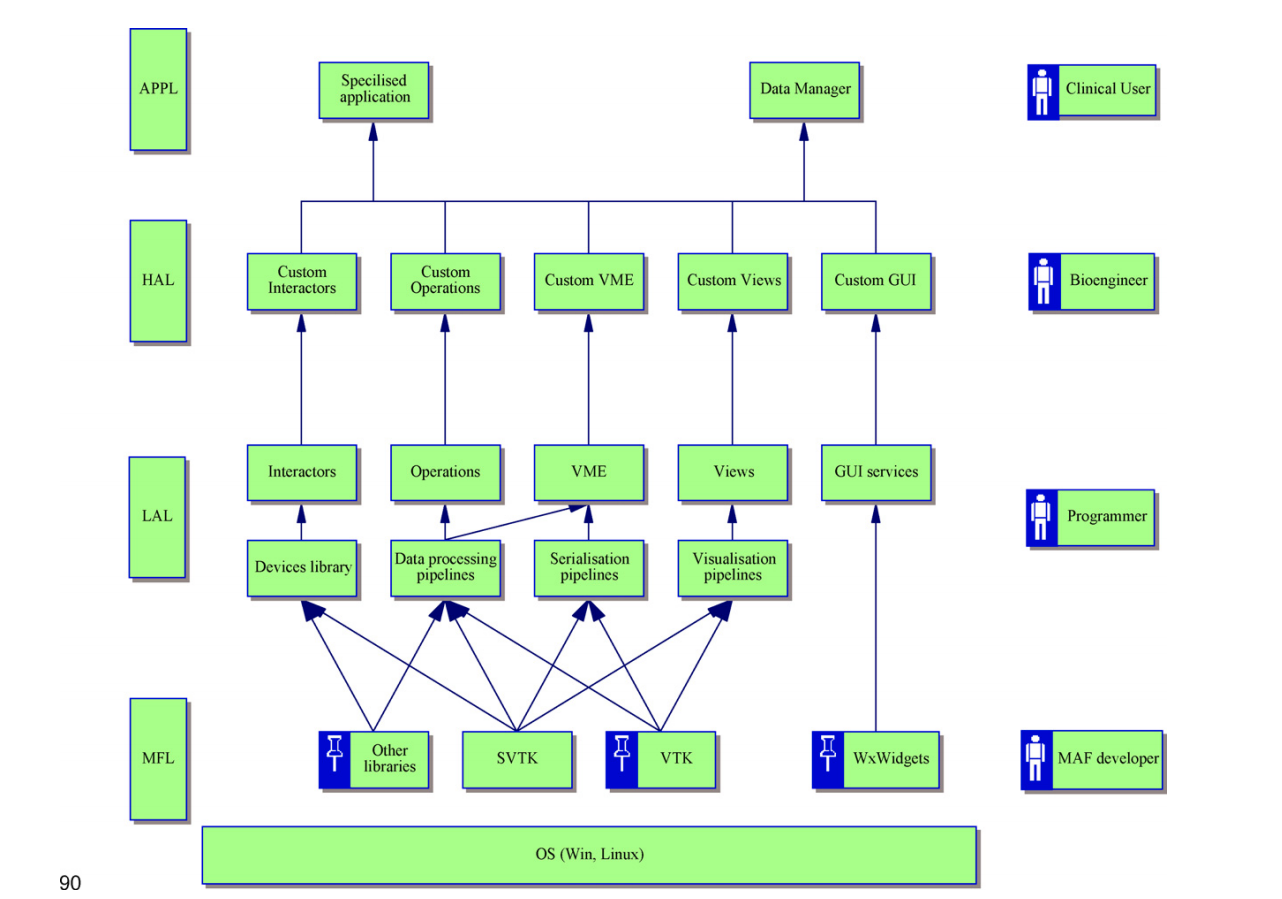 APPL
Specilised
application
Data Manager
Clinical User
HAL
Custom
Interactors
Custom
Operations
Custom VME
Custom Views
Custom GUI
Bioengineer
LAL
Interactors
Operations
VME
Views
GUI services
Programmer
Devices library
Data processing
pipelines
Serialisation
pipelines
Visualisation
pipelines
MFL
Other
libraries
SVTK
VTK
WxWidgets
MAF developer
OS (Win, Linux)
90